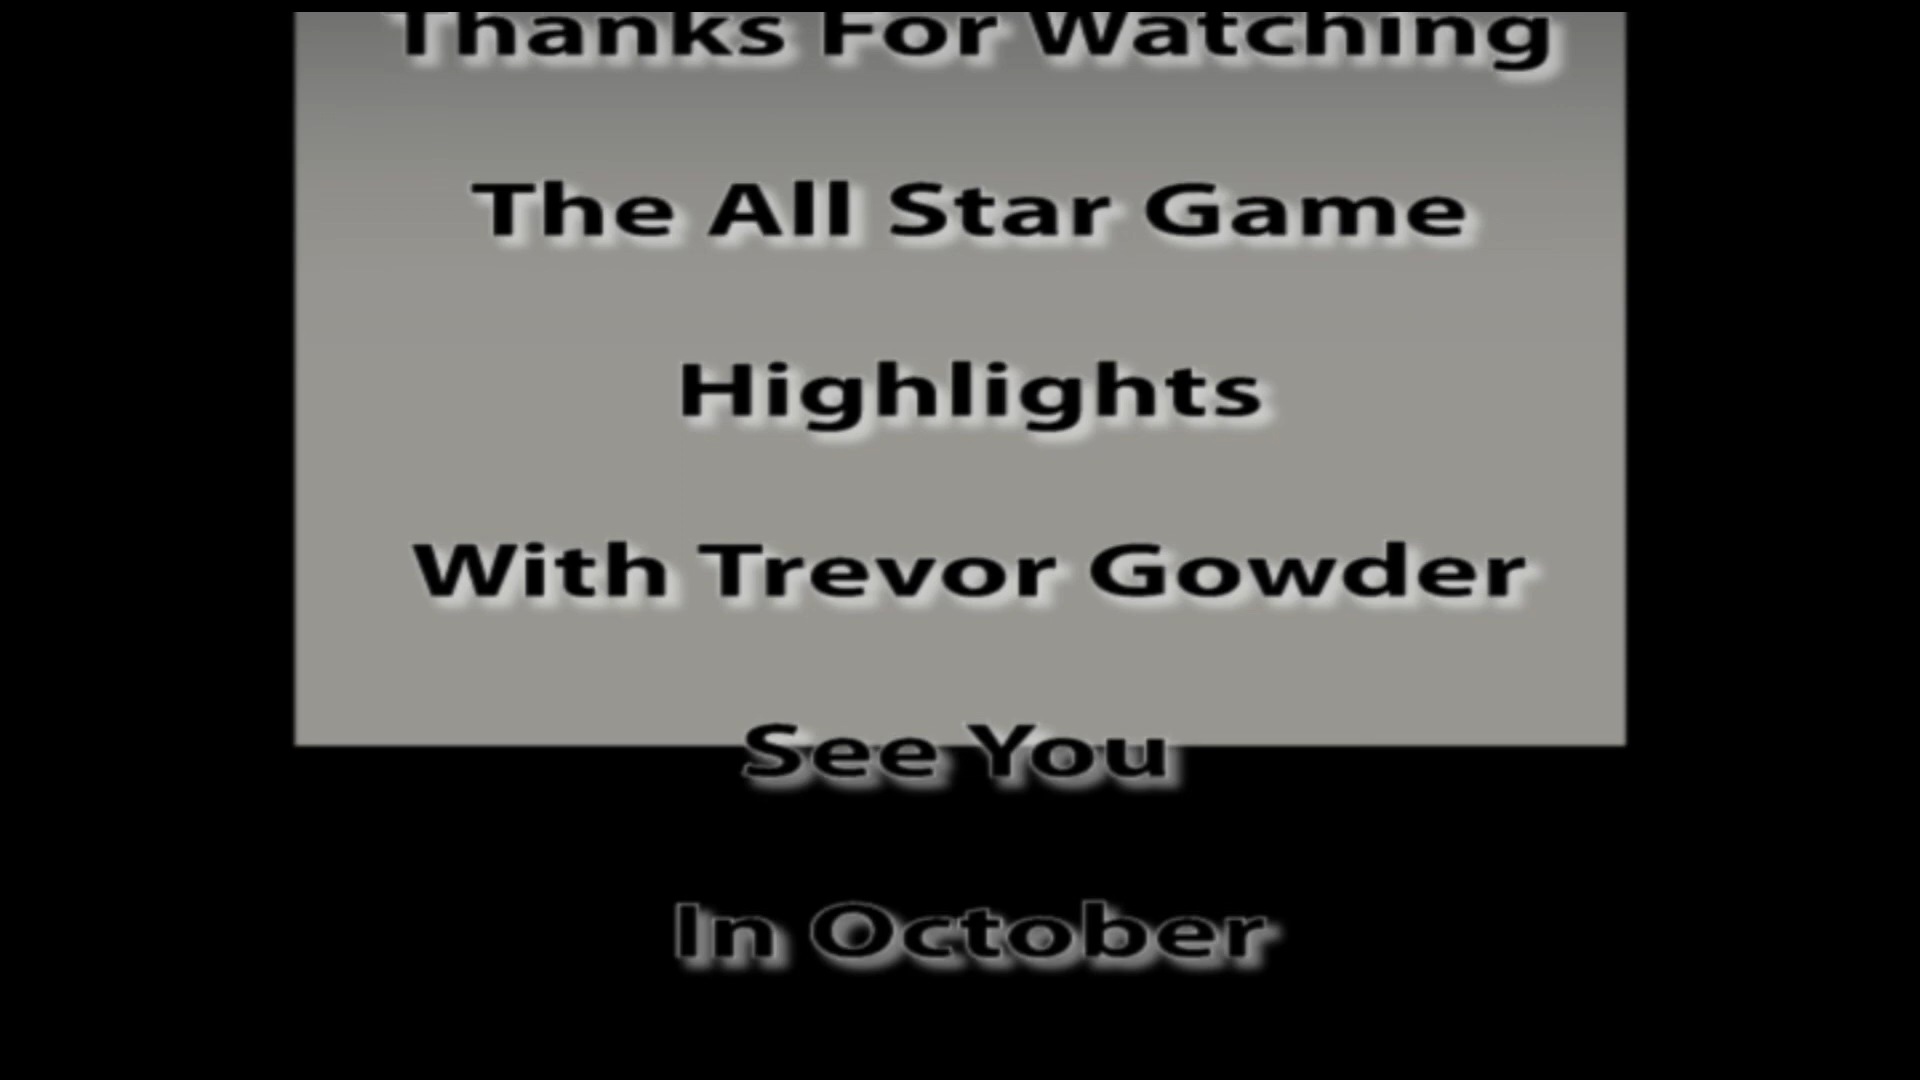 Thanks For Watching
The All Star Game
Highlights
With Trevor Gowder
See You
In October